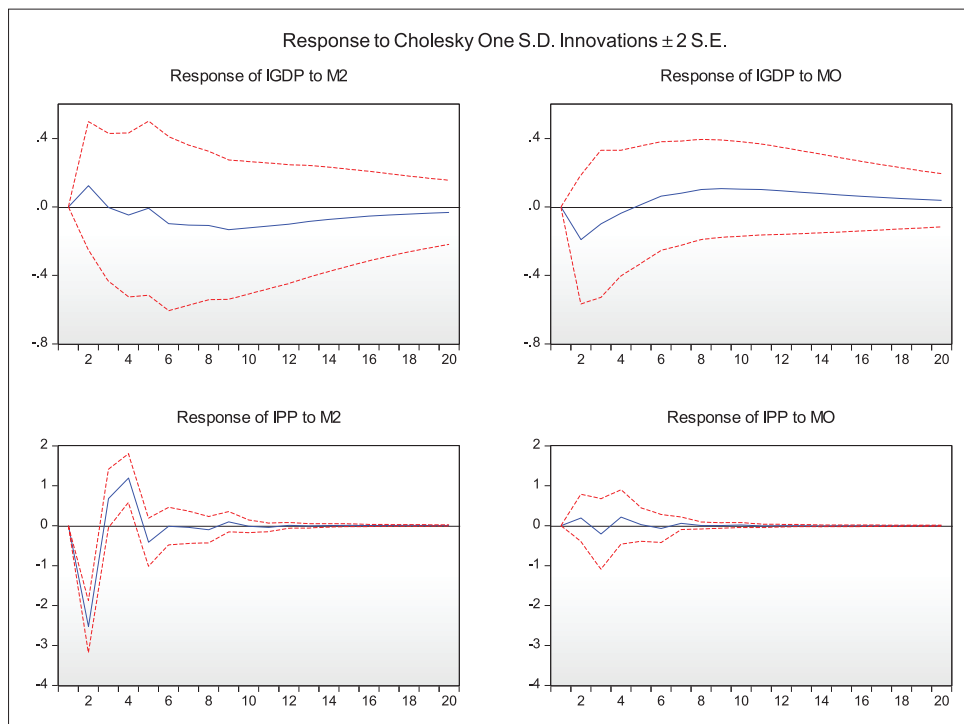 Response to Cholesky One S.D. Innovations ± 2 S.E.
Response of IGDP to M2
Response of IGDP to MO
.4
.0
-.4
-.8
2 4 6 8 10 12 14 16 18 20
.4
.0
-.4
-.8
2 4 6 8 10 12 14 16 18 20
Response of IPP to M2
Response of IPP to MO
2
1
0
-1
-2
-3
-4
2 4 6 8 10 12 14 16 18 20
2
1
0
-1
-2
-3
-4
2 4 6 8 10 12 14 16 18 20